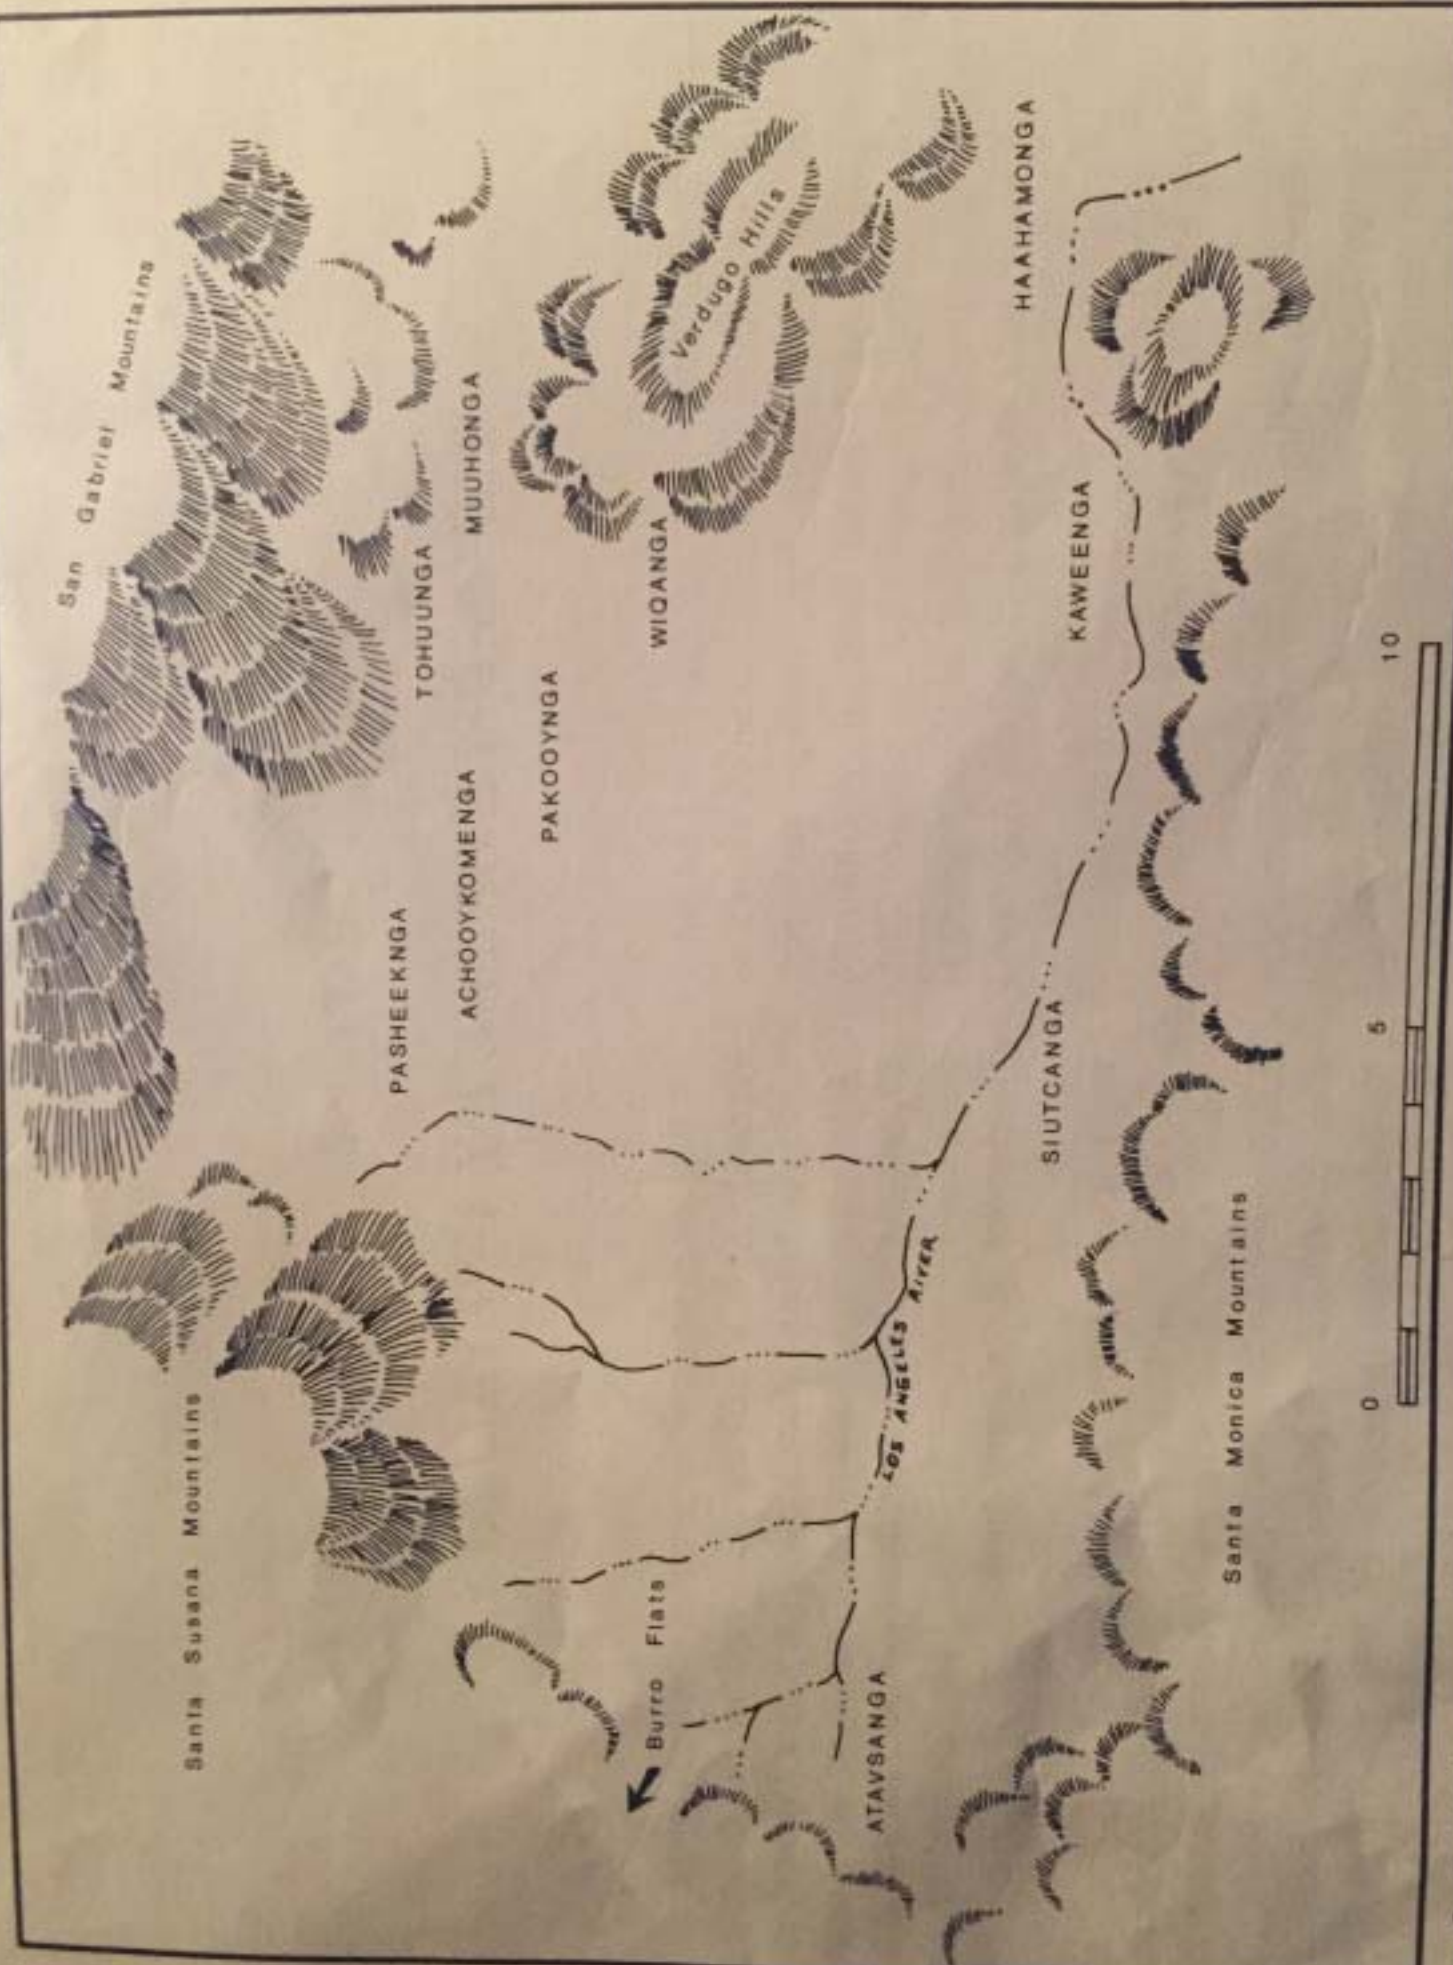 San Gabriel Mountains
Santa Susana Mountains
PASHEEKNGA
TOHUUNGA
MUUHONGA
ACHOOYKOMENGA
PAKOOYNGA
Verdugo Hills
WIQANGA
Burro Flats
ATAVSANGA
LOS ANGELES RIVER
HAAHAMONGA
KAWEENGA
SIUTCANGA
Santa Monica Mountains
0 5 10